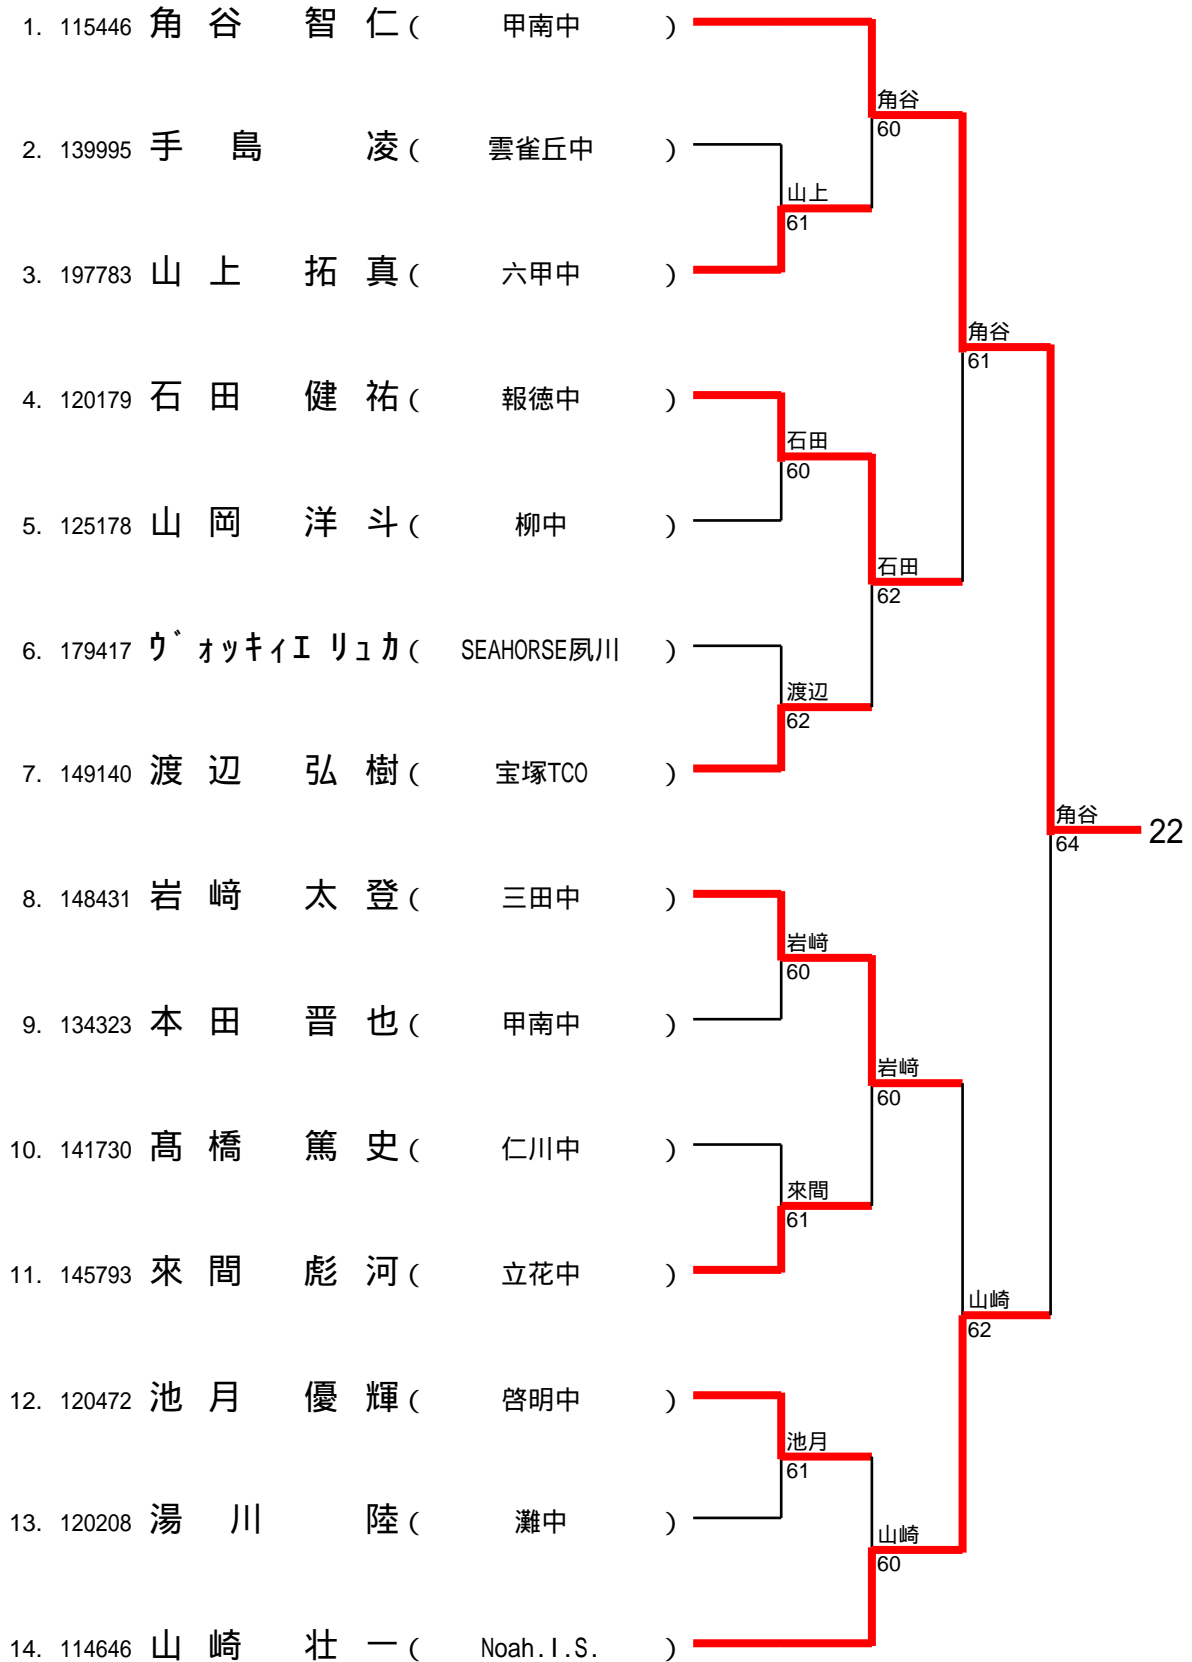 1. 115446 角谷 智仁 ( 甲南中 )
角谷
60
2. 139995 手島 凌 ( 雲雀丘中 )
山上
61
3. 197783 山上 拓真 ( 六甲中 )
角谷
61
4. 120179 石田 健祐 ( 報徳中 )
石田
60
5. 125178 山岡 洋斗 ( 柳中 )
石田
62
6. 179417 ヴォッキィエ リュカ ( SEAHORSE夙川 )
渡辺
62
7. 149140 渡辺 弘樹 ( 宝塚TCO )
角谷
64
22
8. 148431 岩﨑 太登 ( 三田中 )
岩﨑
60
9. 134323 本田 晋也 ( 甲南中 )
岩﨑
60
10. 141730 髙橋 篤史 ( 仁川中 )
來間
61
11. 145793 來間 彪河 ( 立花中 )
山崎
62
12. 120472 池月 優輝 ( 啓明中 )
池月
61
13. 120208 湯川 陸 ( 灘中 )
山崎
60
14. 114646 山崎 壮一 ( Noah.I.S. )